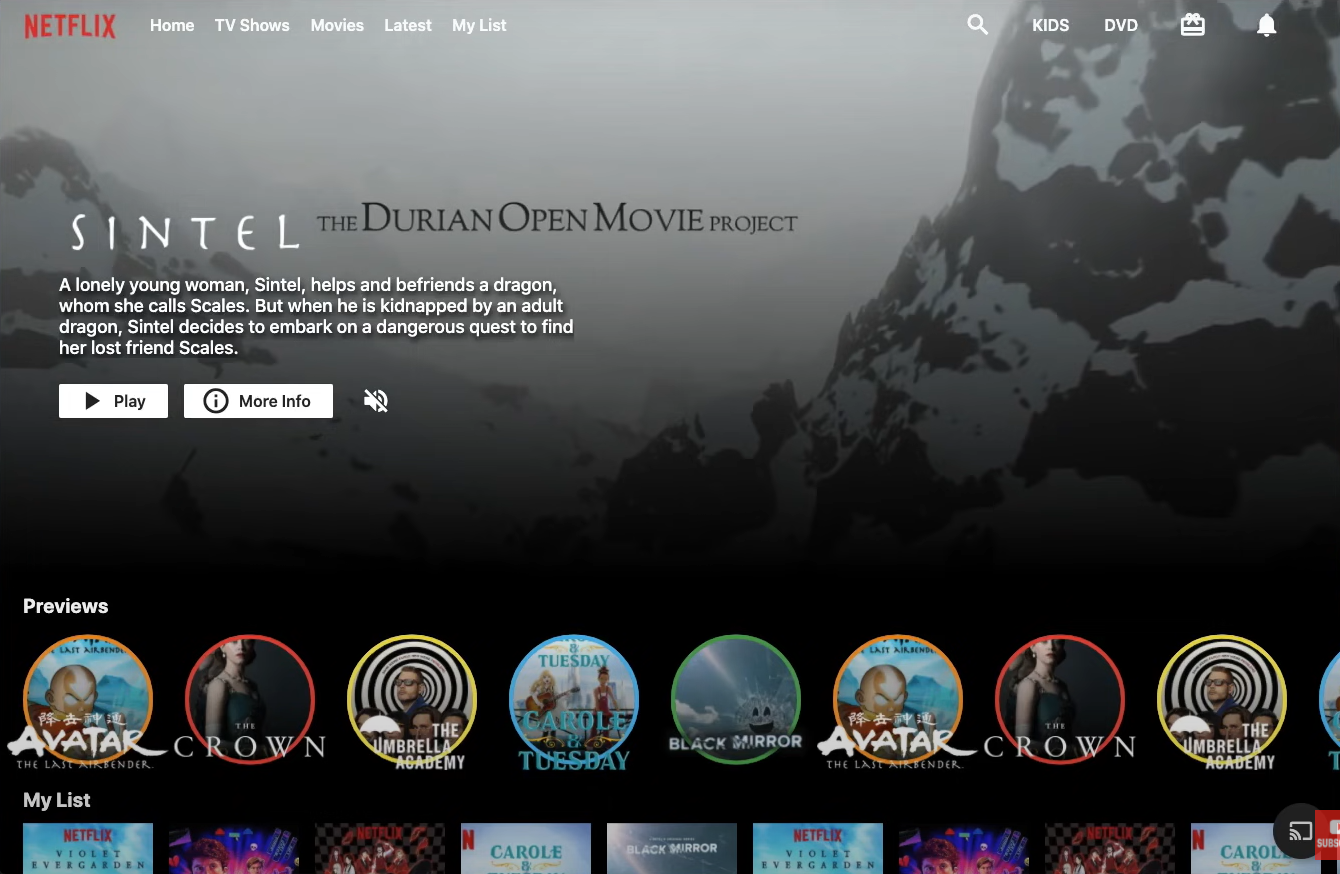 NETFLIX Home TV Shows Movies Latest My List KIDS DVD
SINTEL THE DURIAN OPEN MOVIE PROJECT
A lonely young woman, Sintel, helps and befriends a dragon,
whom she calls Scales. But when he is kidnapped by an adult
dragon, Sintel decides to embark on a dangerous quest to find
her lost friend Scales.
Play More Info
Previews
LAST AIRBENDER
降去神通
AVATAR
THE LAST AIRBENDER
THE
CROWN
THE
UMBRELLA
ACADEMY
&
TUESDAY
CAROLE
&
TUESDAY
BLACK MIRROR
LAST AIRBENDER
降去神通
AVATAR
THE LAST AIRBENDER
THE
CROWN
THE
UMBRELLA
ACADEMY
My List
NETFLIX
VIOLET
EVERGARDEN
NETFLIX
N
CAROLE
&
BLACK MIRROR
NETFLIX
VIOLET
EVERGARDEN
NETFLIX
N
CAROL
SUBS